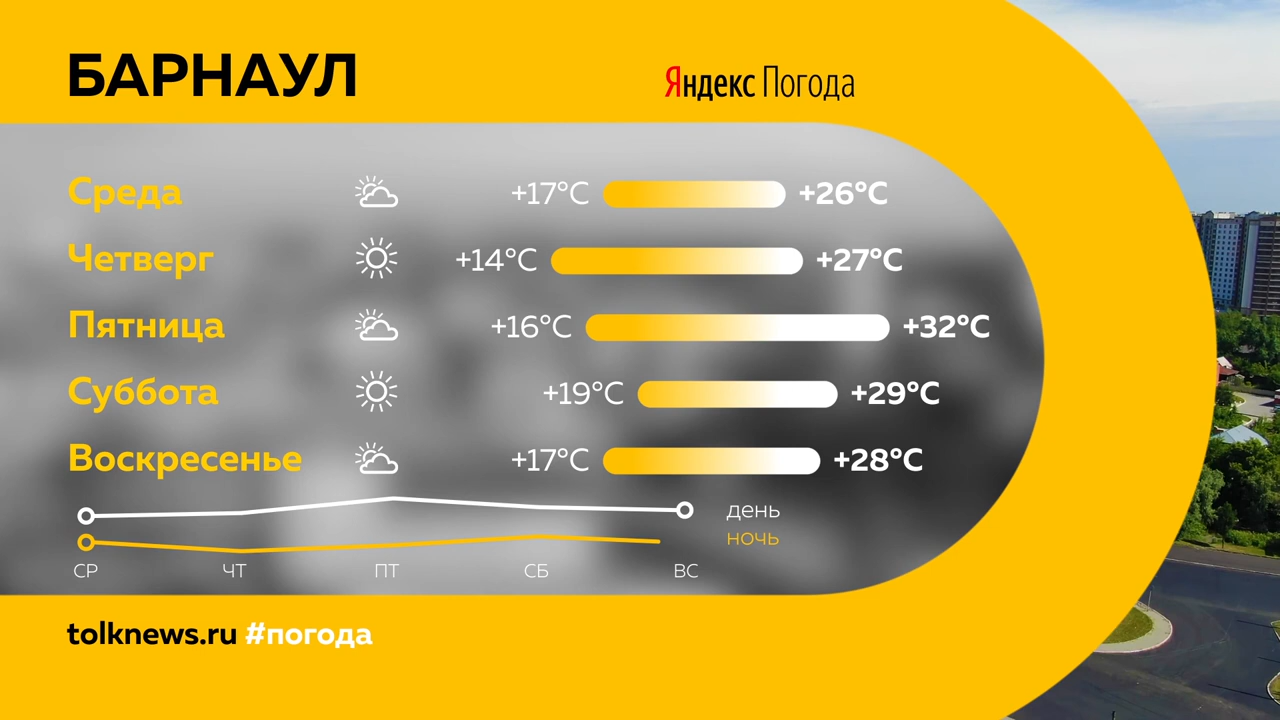 БАРНАУЛ
Яндекс Погода
Среда +17°C +26°C
Четверг +14°C +27°C
Пятница +16°C +32°C
Суббота +19°C +29°C
Воскресенье +17°C +28°C
день
ночь
СР ЧТ ПТ СБ ВС
tolknews.ru #погода